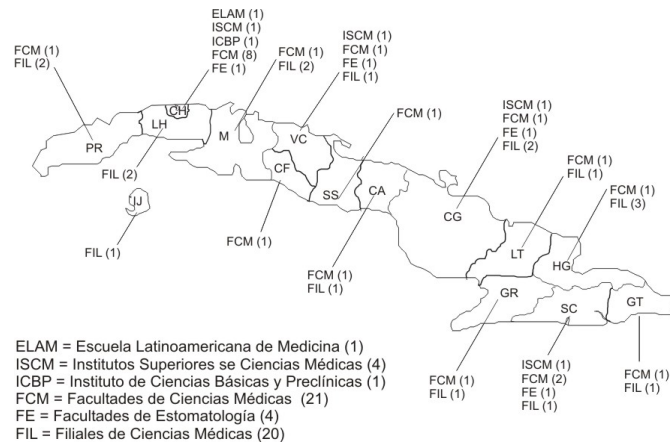 ELAM (1)
ISCM (1)
ICBP (1)
FCM (8)
FE (1)
FCM (1)
FIL (2)
FCM (1)
FIL (2)
ISCM (1)
FCM (1)
FE (1)
FIL (1)
FCM (1)
ISCM (1)
FCM (1)
FE (1)
FIL (2)
FCM (1)
FIL (1)
FCM (1)
FIL (3)
CH
LH
PR
M
VC
CF
SS
CA
CG
IJ
LT
HG
GR
SC
GT
FIL (2)
FIL (1)
FCM (1)
FCM (1)
FIL (1)
FCM (1)
FIL (1)
ISCM (1)
FCM (2)
FE (1)
FIL (1)
FCM (1)
FIL (1)
ELAM = Escuela Latinoamericana de Medicina (1)
ISCM = Institutos Superiores se Ciencias Médicas (4)
ICBP = Instituto de Ciencias Básicas y Preclínicas (1)
FCM = Facultades de Ciencias Médicas (21)
FE = Facultades de Estomatología (4)
FIL = Filiales de Ciencias Médicas (20)